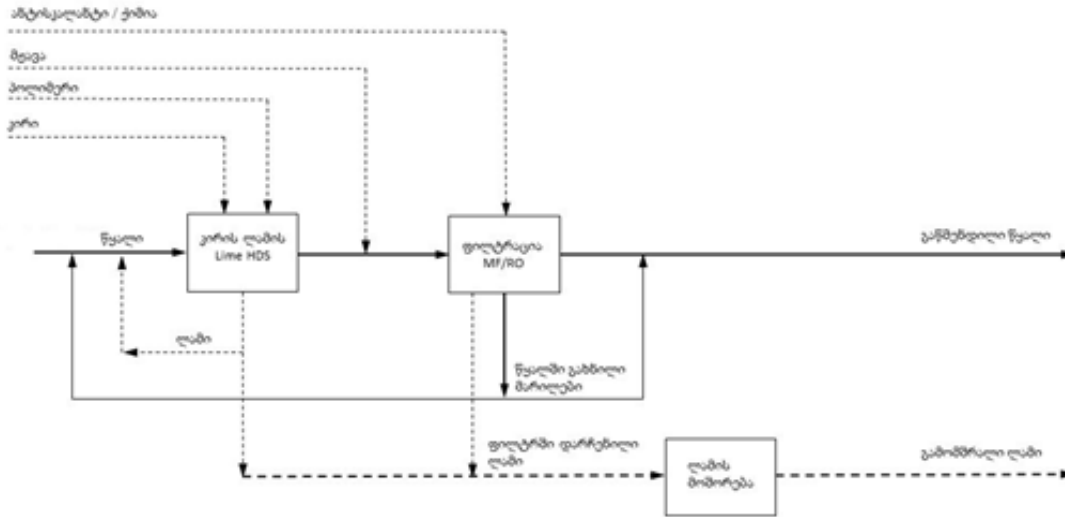 ანტისკალანტი / ქიმია
მჟავა
პოლიმერი
კირი
წყალი
კირის ლამის
Lime HDS
ფილტრაცია
MF/RO
გაწმენდილი წყალი
ლამი
წყალში გახსნილი
მარილები
ფილტრში დარჩენილი
ლამი
ლამის
მოშორება
გამომშრალი ლამი